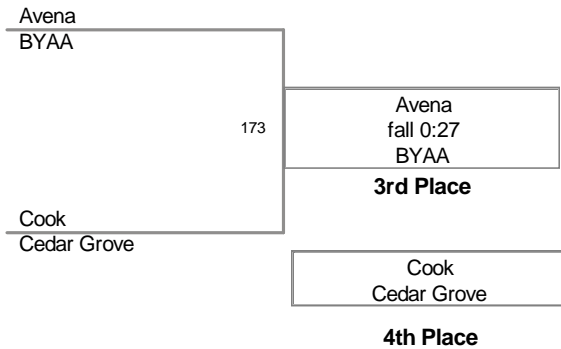 Avena
BYAA
173
Avena
fall 0:27
BYAA
3rd Place
Cook
Cedar Grove
Cook
Cedar Grove
4th Place